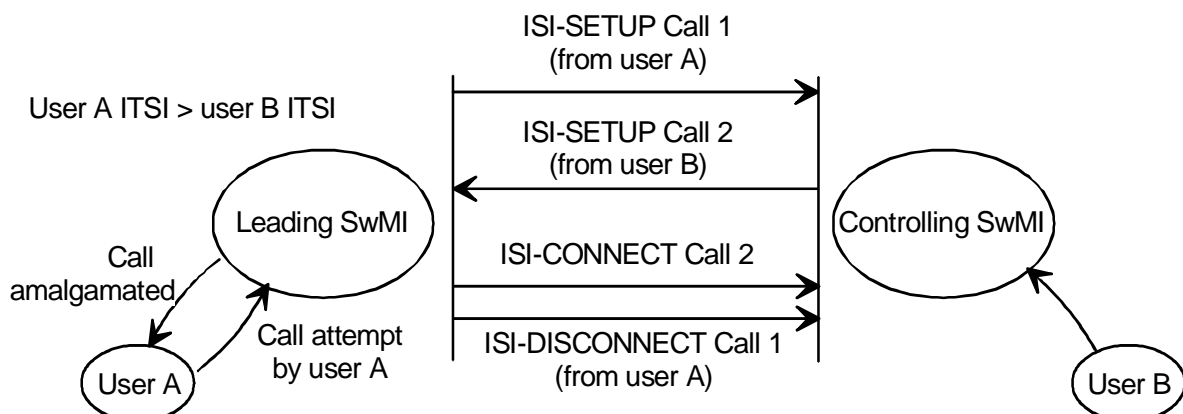 ISI-SETUP Call 1
(from user A)
User A ITSI > user B ITSI
ISI-SETUP Call 2
(from user B)
Leading SwMI
Controlling SwMI
Call
amalgamated
ISI-CONNECT Call 2
Call attempt
by user A
ISI-DISCONNECT Call 1
(from user A)
User A
User B